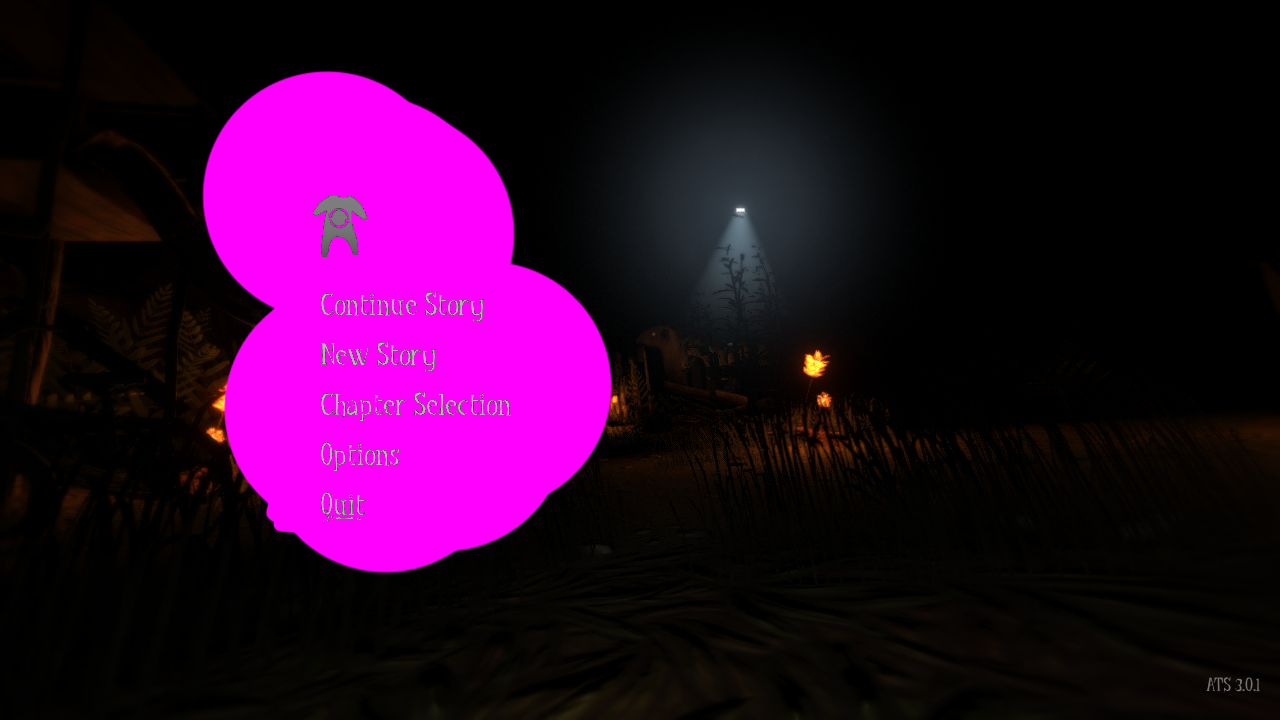 Continue Story
New Story
Chapter Selection
Options
Quit
ATS 3.0.1